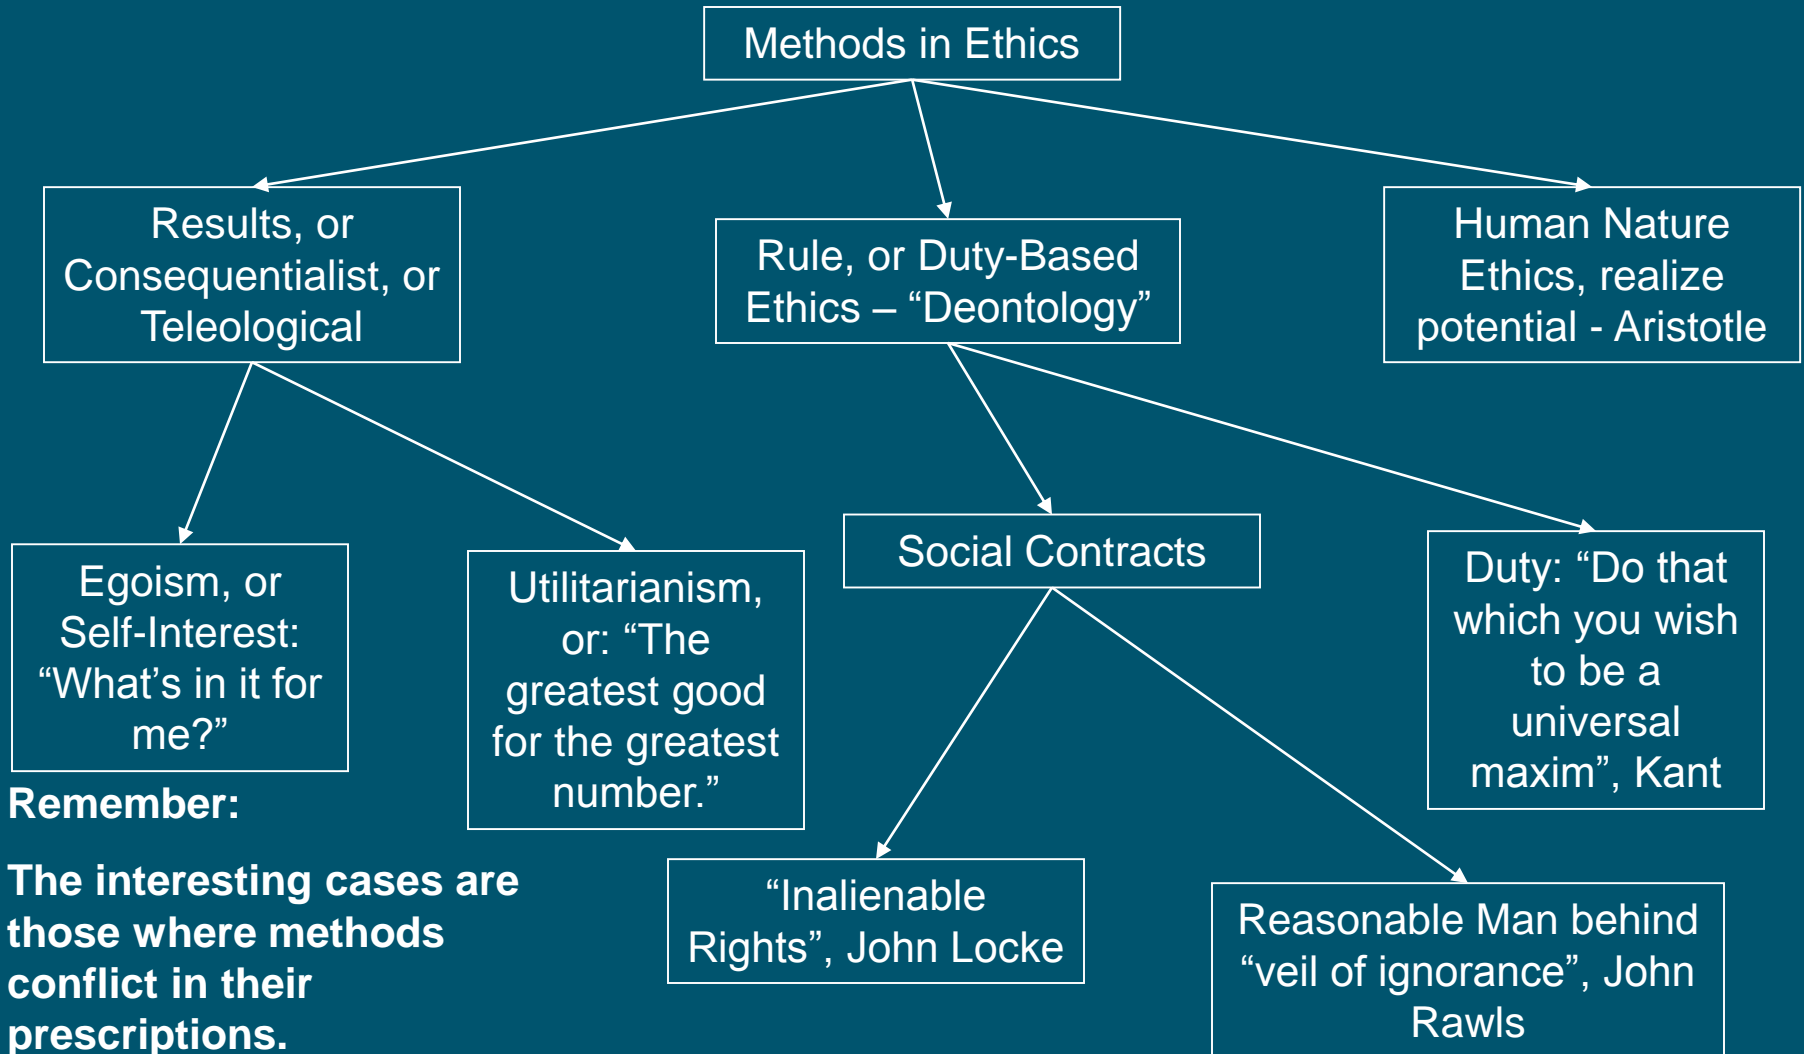 Methods in Ethics
Results, or
Consequentialist, or
Teleological
Rule, or Duty-Based
Ethics – “Deontology”
Human Nature
Ethics, realize
potential - Aristotle
Egoism, or
Self-Interest:
“What’s in it for
me?”
Utilitarianism,
or: “The
greatest good
for the greatest
number.”
Social Contracts
Duty: “Do that
which you wish
to be a
universal
maxim”, Kant
“Inalienable
Rights”, John Locke
Reasonable Man behind
“veil of ignorance”, John
Rawls
Remember:
The interesting cases are
those where methods
conflict in their
prescriptions.